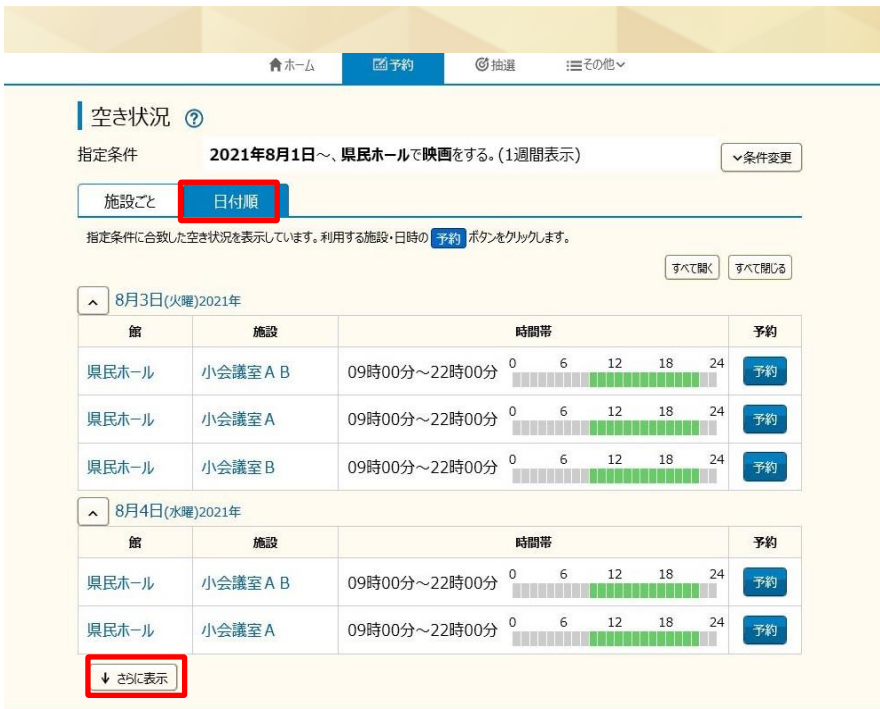 ホーム 予約 抽選 その他
空き状況 ?
指定条件 2021年8月1日～、県民ホールで映画をする。(1週間表示) 条件変更
施設ごと 日付順
指定条件に合致した空き状況を表示しています。利用する施設・日時の 予約 ボタンをクリックします。
すべて開く すべて閉じる
8月3日(火曜)2021年
館 施設 時間帯 予約
県民ホール 小会議室ＡＢ 09時00分～22時00分 0 6 12 18 24 予約
県民ホール 小会議室Ａ 09時00分～22時00分 0 6 12 18 24 予約
県民ホール 小会議室Ｂ 09時00分～22時00分 0 6 12 18 24 予約
8月4日(水曜)2021年
館 施設 時間帯 予約
県民ホール 小会議室ＡＢ 09時00分～22時00分 0 6 12 18 24 予約
県民ホール 小会議室Ａ 09時00分～22時00分 0 6 12 18 24 予約
さらに表示